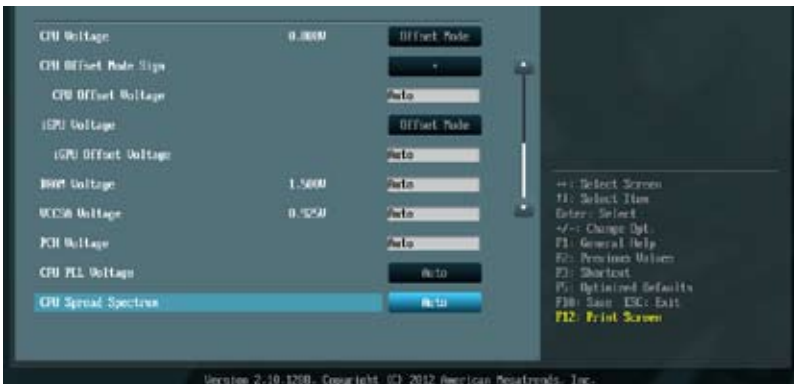 CPU Voltage 0.800V Offset Mode
CPU Offset Mode Sign
CPU Offset Voltage Auto
iGPU Voltage Offset Mode
iGPU Offset Voltage Auto
DRAM Voltage 1.500V Auto
VCCSA Voltage 0.925V Auto
PCH Voltage Auto
CPU PLL Voltage Auto
CPU Spread Spectrum Auto
↔: Select Screen
↑↓: Select Item
Enter: Select
+/-: Change Opt.
F1: General Help
F2: Previous Values
F3: Shortcut
F5: Optimized Defaults
F10: Save ESC: Exit
F12: Print Screen
Version 2.10.1208. Copyright (C) 2012 American Megatrends, Inc.